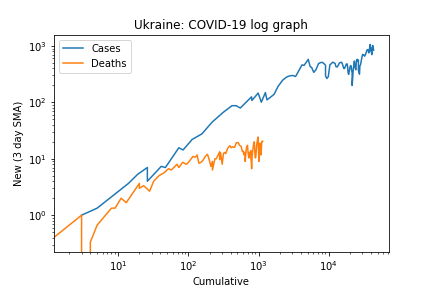 Ukraine: COVID-19 log graph
Cases
Deaths
New (3 day SMA)
10³
10²
10¹
10⁰
10¹ 10² 10³ 10⁴
Cumulative